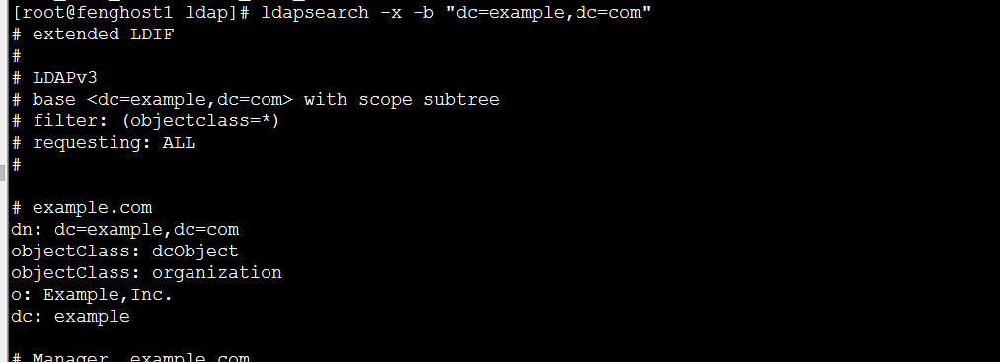 [root@fenghost1 ldap]# ldapsearch -x -b "dc=example,dc=com"
# extended LDIF
#
# LDAPv3
# base <dc=example,dc=com> with scope subtree
# filter: (objectclass=*)
# requesting: ALL
#
# example.com
dn: dc=example,dc=com
objectClass: dcObject
objectClass: organization
o: Example,Inc.
dc: example
# Manager, example.com